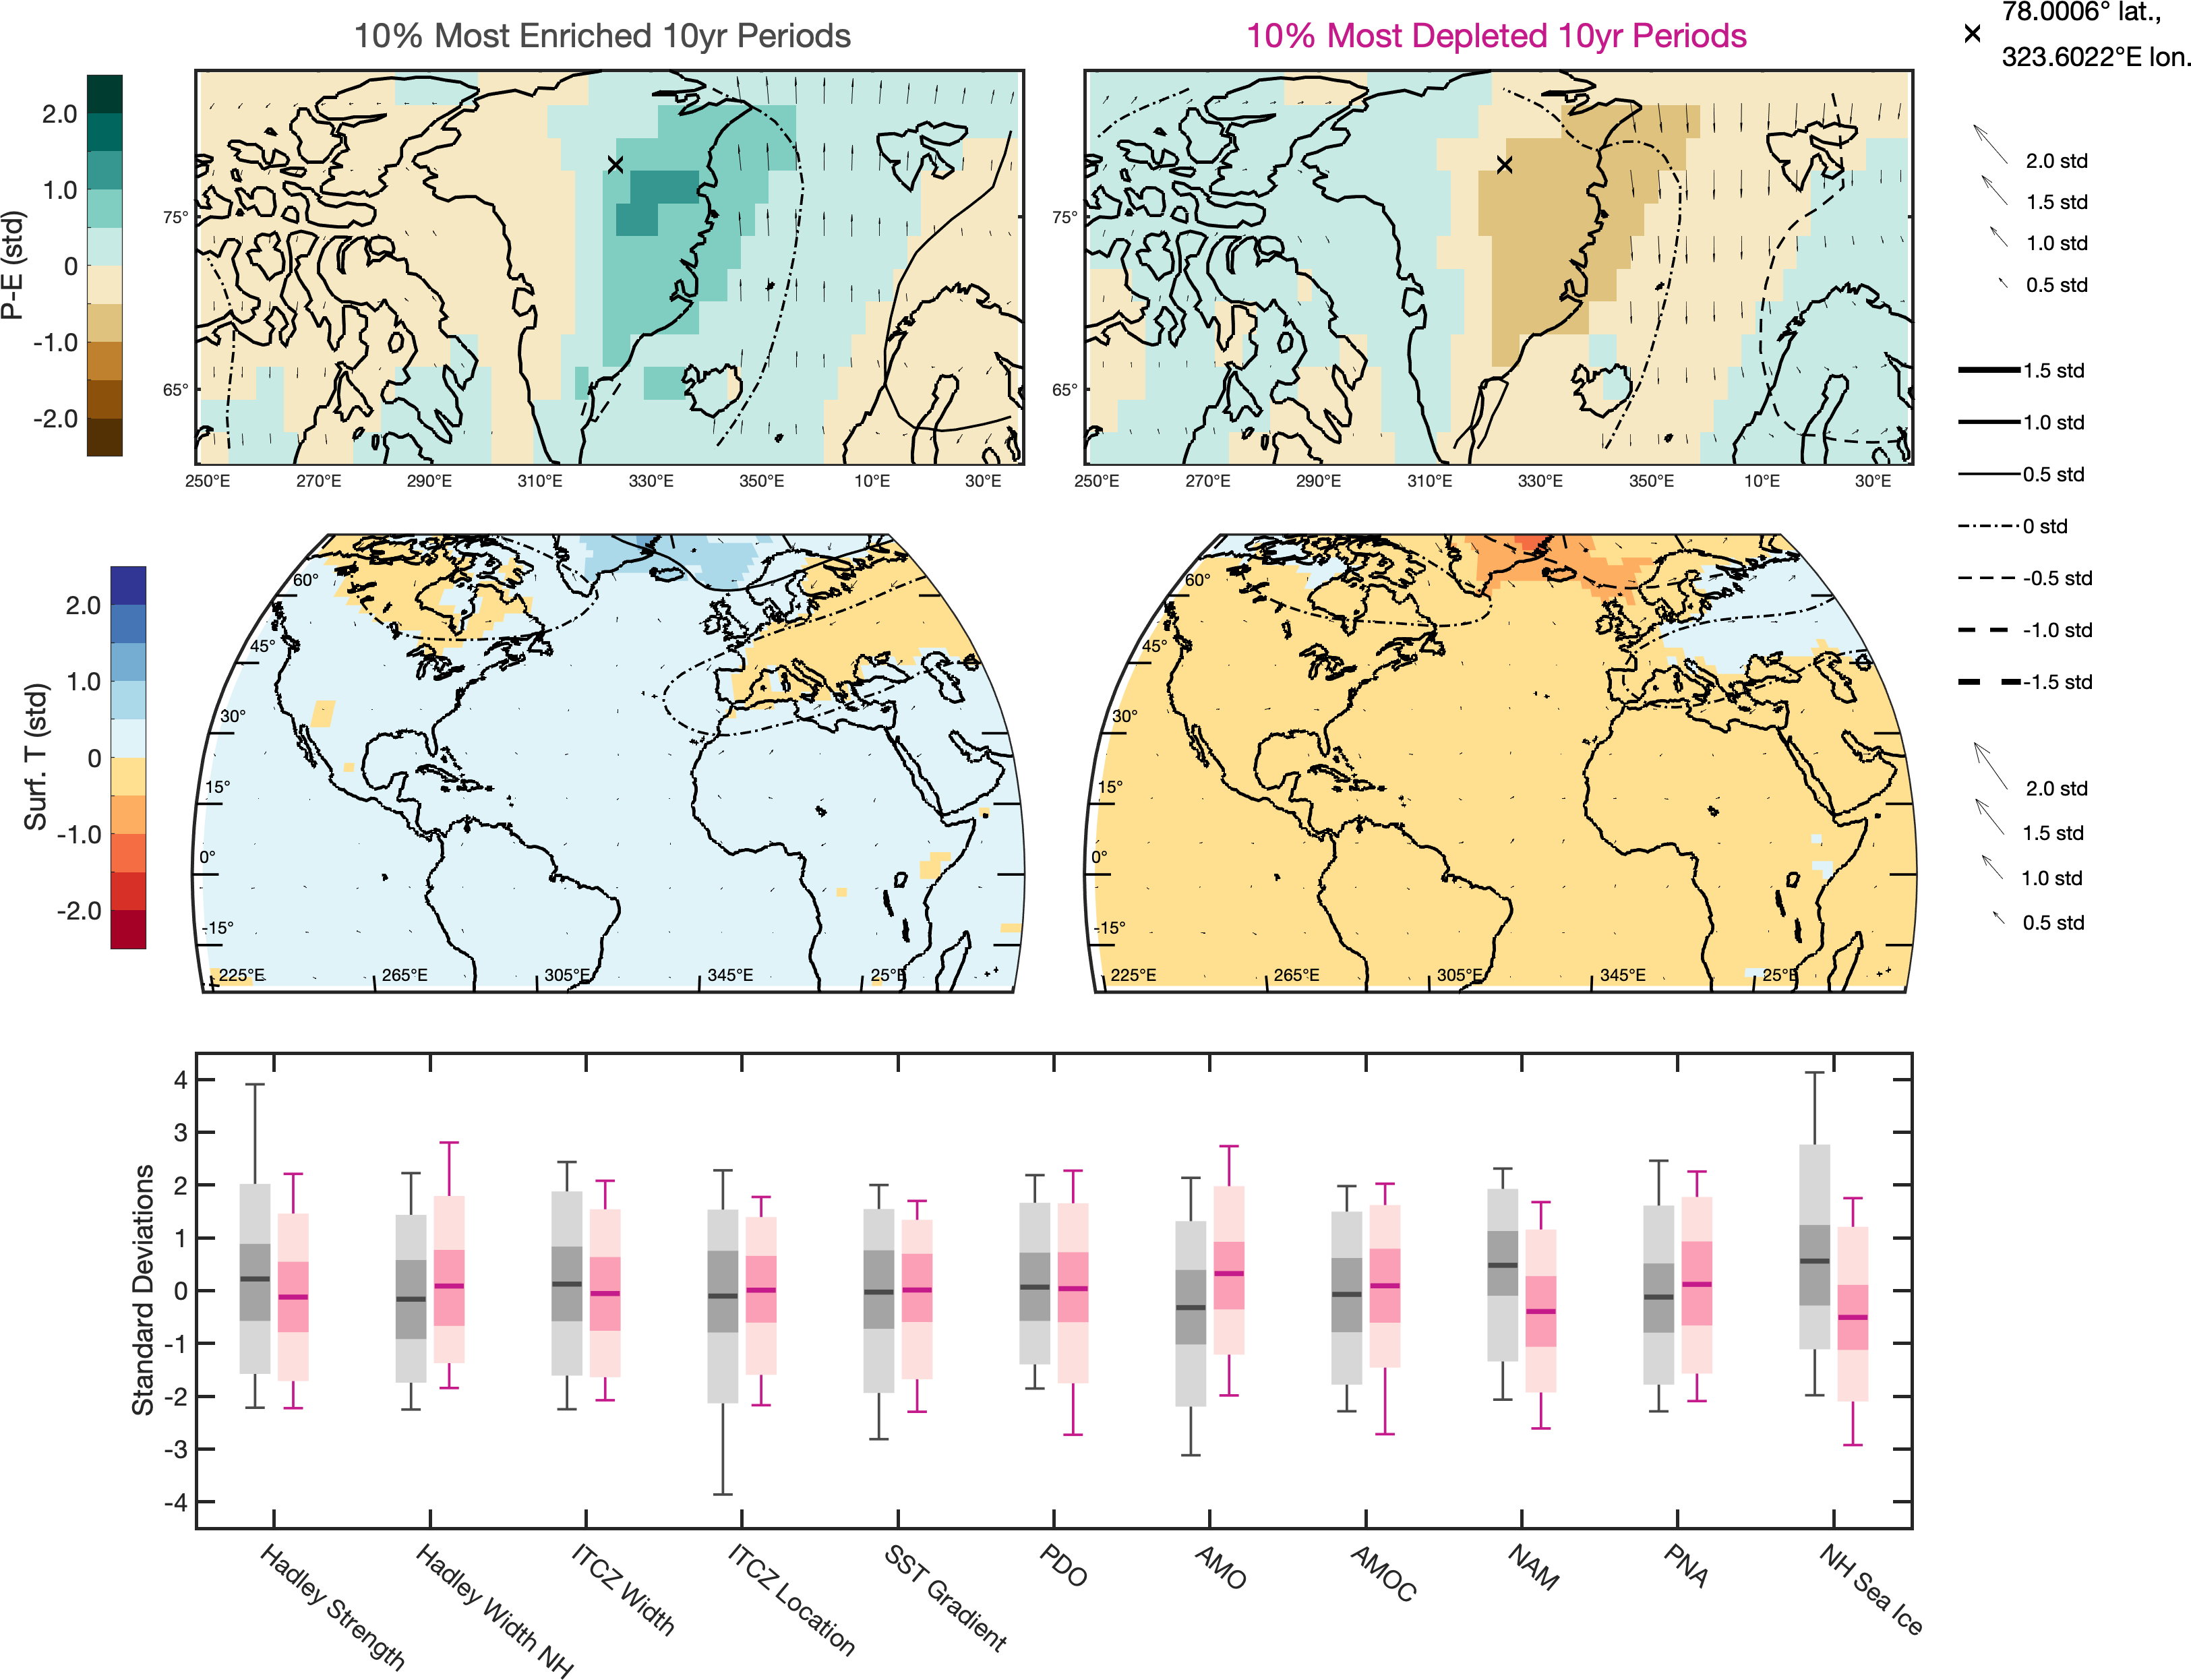 10% Most Enriched 10yr Periods
10% Most Depleted 10yr Periods
78.0006° lat.,
323.6022°E lon.
P-E (std)
2.0
1.0
0
-1.0
-2.0
75°
65°
250°E 270°E 290°E 310°E 330°E 350°E 10°E 30°E
75°
65°
250°E 270°E 290°E 310°E 330°E 350°E 10°E 30°E
2.0 std
1.5 std
1.0 std
0.5 std
1.5 std
1.0 std
0.5 std
0 std
-0.5 std
-1.0 std
-1.5 std
Surf. T (std)
2.0
1.0
0
-1.0
-2.0
60°
45°
30°
15°
0°
-15°
225°E 265°E 305°E 345°E 25°E
60°
45°
30°
15°
0°
-15°
225°E 265°E 305°E 345°E 25°E
2.0 std
1.5 std
1.0 std
0.5 std
Standard Deviations
4
3
2
1
0
-1
-2
-3
-4
Hadley Strength
Hadley Width NH
ITCZ Width
ITCZ Location
SST Gradient
PDO
AMO
AMOC
NAM
PNA
NH Sea Ice